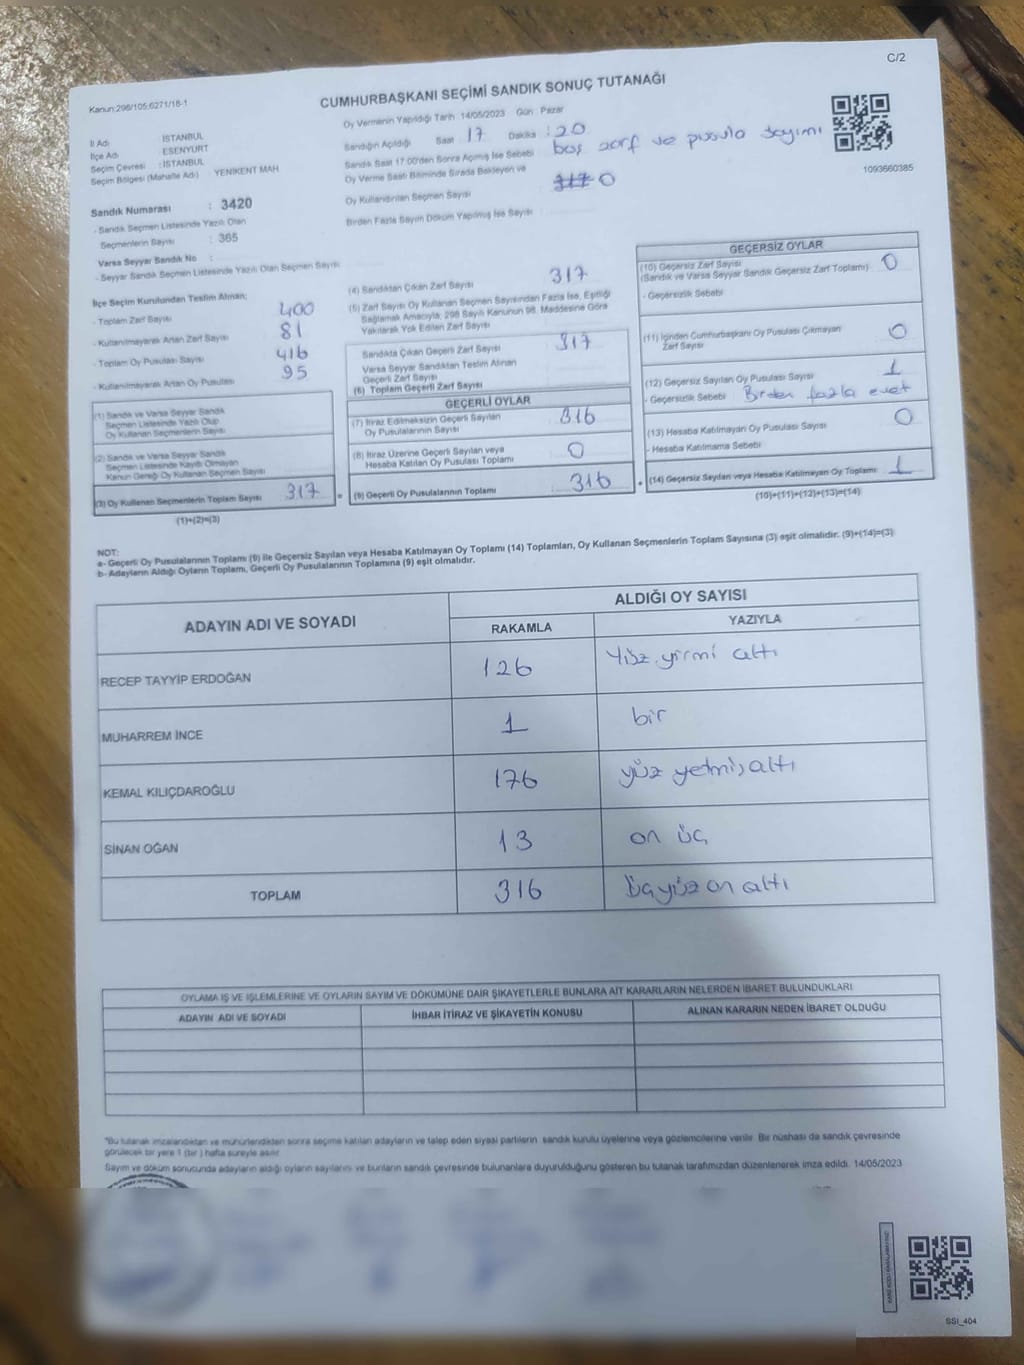 C/2
Kanun:298/105;6271/18-1
CUMHURBAŞKANI SEÇİMİ SANDIK SONUÇ TUTANAĞI
Oy Vermenin Yapıldığı Tarih :14/05/2023 Gün : Pazar
İl Adı İSTANBUL
İlçe Adı ESENYURT
Seçim Çevresi : İSTANBUL
Seçim Bölgesi (Mahalle Adı) YENİKENT MAH
Sandık Numarası : 3420
- Sandık Seçmen Listesinde Yazılı Olan
Seçmenlerin Sayısı : 365
Varsa Seyyar Sandık No :
- Seyyar Sandık Seçmen Listesinde Yazılı Olan Seçmen Sayısı
Sandığın Açıldığı Saat 17 Dakika : 20
Sandık Saat 17:00'den Sonra Açılmış İse Sebebi boş zarf ve pusula sayımı
Oy Verme Saati Bitiminde Sırada Bekleyen ve
Oy Kullandırılan Seçmen Sayısı 317 0
Birden Fazla Sayım Döküm Yapılmış İse Sayısı
1093660385
İlçe Seçim Kurulundan Teslim Alınan;
- Toplam Zarf Sayısı 400
- Kullanılmayarak Artan Zarf Sayısı 81
- Toplam Oy Pusulası Sayısı 416
- Kullanılmayarak Artan Oy Pusulası 95
(1) Sandık ve Varsa Seyyar Sandık
Seçmen Listesinde Yazılı Olup
Oy Kullanan Seçmenlerin Sayısı
(2) Sandık ve Varsa Seyyar Sandık
Seçmen Listesinde Kayıtlı Olmayan
Kanun Gereği Oy Kullanan Seçmen Sayısı
(3) Oy Kullanan Seçmenlerin Toplam Sayısı 317
(1)+(2)=(3)
(4) Sandıktan Çıkan Zarf Sayısı 317
(5) Zarf Sayısı Oy Kullanan Seçmen Sayısından Fazla İse, Eşitliği
Sağlamak Amacıyla, 298 Sayılı Kanunun 98. Maddesine Göre
Yakılarak Yok Edilen Zarf Sayısı
Sandıkta Çıkan Geçerli Zarf Sayısı 317
Varsa Seyyar Sandıktan Teslim Alınan
Geçerli Zarf Sayısı
(6) Toplam Geçerli Zarf Sayısı
GEÇERLİ OYLAR
(7) İtiraz Edilmeksizin Geçerli Sayılan
Oy Pusulalarının Sayısı 316
(8) İtiraz Üzerine Geçerli Sayılan veya
Hesaba Katılan Oy Pusulası Toplamı 0
= (9) Geçerli Oy Pusulalarının Toplamı 316
GEÇERSİZ OYLAR
(10) Geçersiz Zarf Sayısı 0
(Sandık ve Varsa Seyyar Sandık Geçersiz Zarf Toplamı)
- Geçersizlik Sebebi
(11) İçinden Cumhurbaşkanı Oy Pusulası Çıkmayan
Zarf Sayısı 0
(12) Geçersiz Sayılan Oy Pusulası Sayısı 1
- Geçersizlik Sebebi Birden fazla evet
(13) Hesaba Katılmayan Oy Pusulası Sayısı 0
- Hesaba Katılmama Sebebi
+ (14) Geçersiz Sayılan veya Hesaba Katılmayan Oy Toplamı 1
(10)+(11)+(12)+(13)=(14)
NOT:
a- Geçerli Oy Pusulalarının Toplamı (9) ile Geçersiz Sayılan veya Hesaba Katılmayan Oy Toplamı (14) Toplamları, Oy Kullanan Seçmenlerin Toplam Sayısına (3) eşit olmalıdır. (9)+(14)=(3)
b- Adayların Aldığı Oyların Toplamı, Geçerli Oy Pusulalarının Toplamına (9) eşit olmalıdır.
ADAYIN ADI VE SOYADI ALDIĞI OY SAYISI
RAKAMLA YAZIYLA
RECEP TAYYİP ERDOĞAN 126 Yüz yirmi altı
MUHARREM İNCE 1 bir
KEMAL KILIÇDAROĞLU 176 yüz yetmiş altı
SİNAN OĞAN 13 on üç
TOPLAM 316 Üçyüz on altı
OYLAMA İŞ VE İŞLEMLERİNE VE OYLARIN SAYIM VE DÖKÜMÜNE DAİR ŞİKAYETLERLE BUNLARA AİT KARARLARIN NELERDEN İBARET BULUNDUKLARI
ADAYIN ADI VE SOYADI İHBAR İTİRAZ VE ŞİKAYETİN KONUSU ALINAN KARARIN NEDEN İBARET OLDUĞU
"Bu tutanak imzalandıktan ve mühürlendikten sonra seçime katılan adayların ve talep eden siyasi partilerin sandık kurulu üyelerine veya gözlemcilerine verilir. Bir nüshası da sandık çevresinde
görülecek bir yere 1 (bir ) hafta süreyle asılır.
Sayım ve döküm sonucunda adayların aldığı oyların sayılarını ve bunların sandık çevresinde bulunanlara duyurulduğunu gösteren bu tutanak tarafımızdan düzenlenerek imza edildi. 14/05/2023
SSI_404